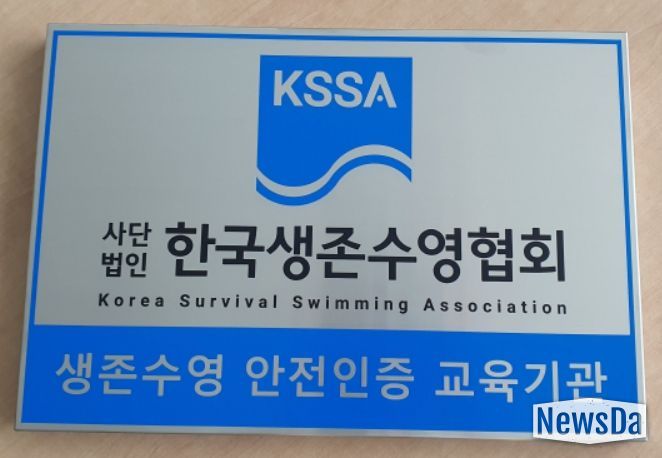 KSSA
사단
법인 한국생존수영협회
Korea Survival Swimming Association
생존수영 안전인증 교육기관
NewsDa